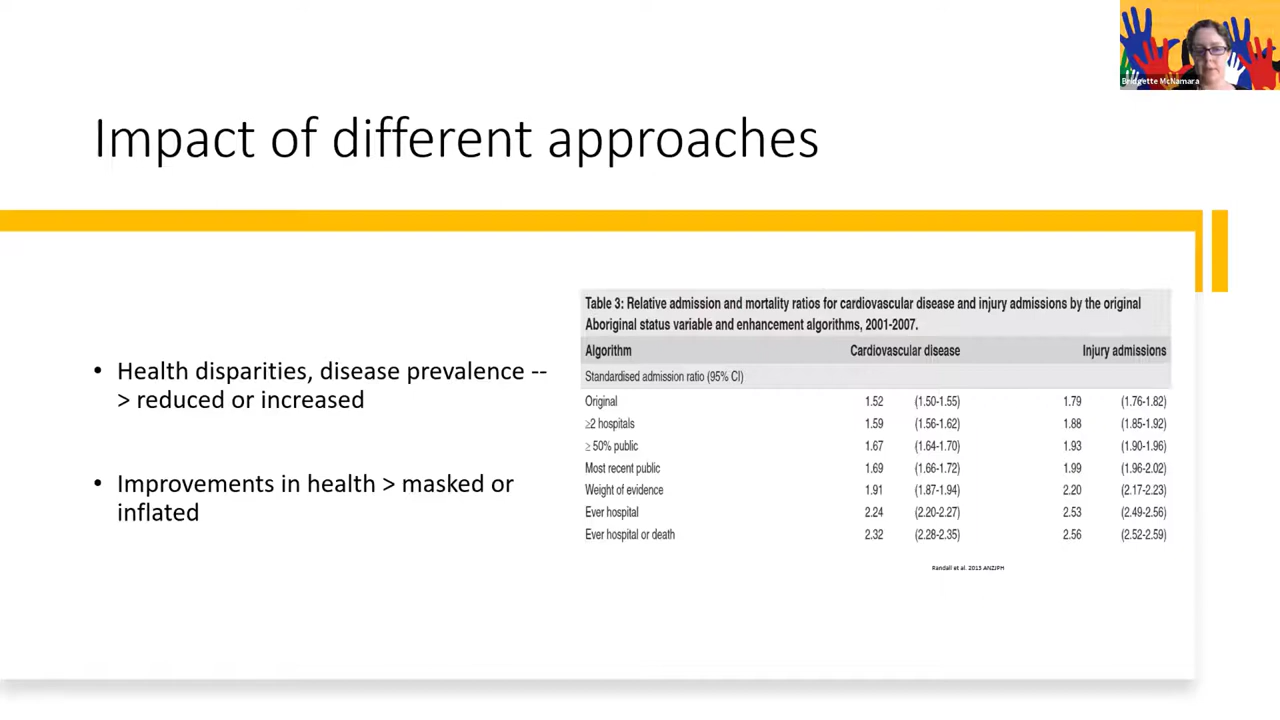 Bridgette McNamara
Impact of different approaches
• Health disparities, disease prevalence --
> reduced or increased
• Improvements in health > masked or
inflated
Table 3: Relative admission and mortality ratios for cardiovascular disease and injury admissions by the original
Aboriginal status variable and enhancement algorithms, 2001-2007.
Algorithm Cardiovascular disease Injury admissions
Standardised admission ratio (95% CI)
Original 1.52 (1.50-1.55) 1.79 (1.76-1.82)
≥2 hospitals 1.59 (1.56-1.62) 1.88 (1.85-1.92)
≥ 50% public 1.67 (1.64-1.70) 1.93 (1.90-1.96)
Most recent public 1.69 (1.66-1.72) 1.99 (1.96-2.02)
Weight of evidence 1.91 (1.87-1.94) 2.20 (2.17-2.23)
Ever hospital 2.24 (2.20-2.27) 2.53 (2.49-2.56)
Ever hospital or death 2.32 (2.28-2.35) 2.56 (2.52-2.59)
Randall et al. 2013 ANZJPH